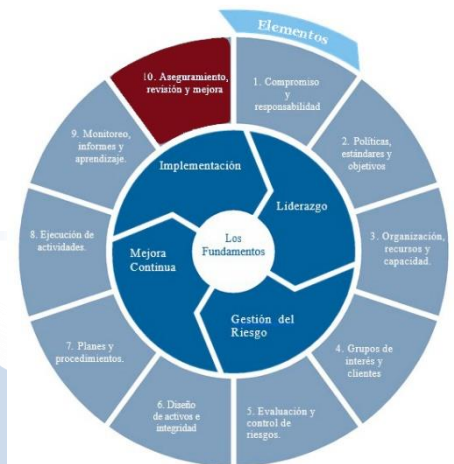 Elementos
1. Compromiso
y
responsabilidad
2. Políticas,
estándares y
objetivos
3. Organización,
recursos y
capacidad.
4. Grupos de
interés y
clientes
5. Evaluación y
control de
riesgos.
6. Diseño
de activos e
integridad
7. Planes y
procedimientos.
8. Ejecución de
actividades.
9. Monitoreo,
informes y
aprendizaje.
10. Aseguramiento,
revisión y mejora
Implementación
Liderazgo
Gestión del
Riesgo
Mejora
Continua
Los
Fundamentos